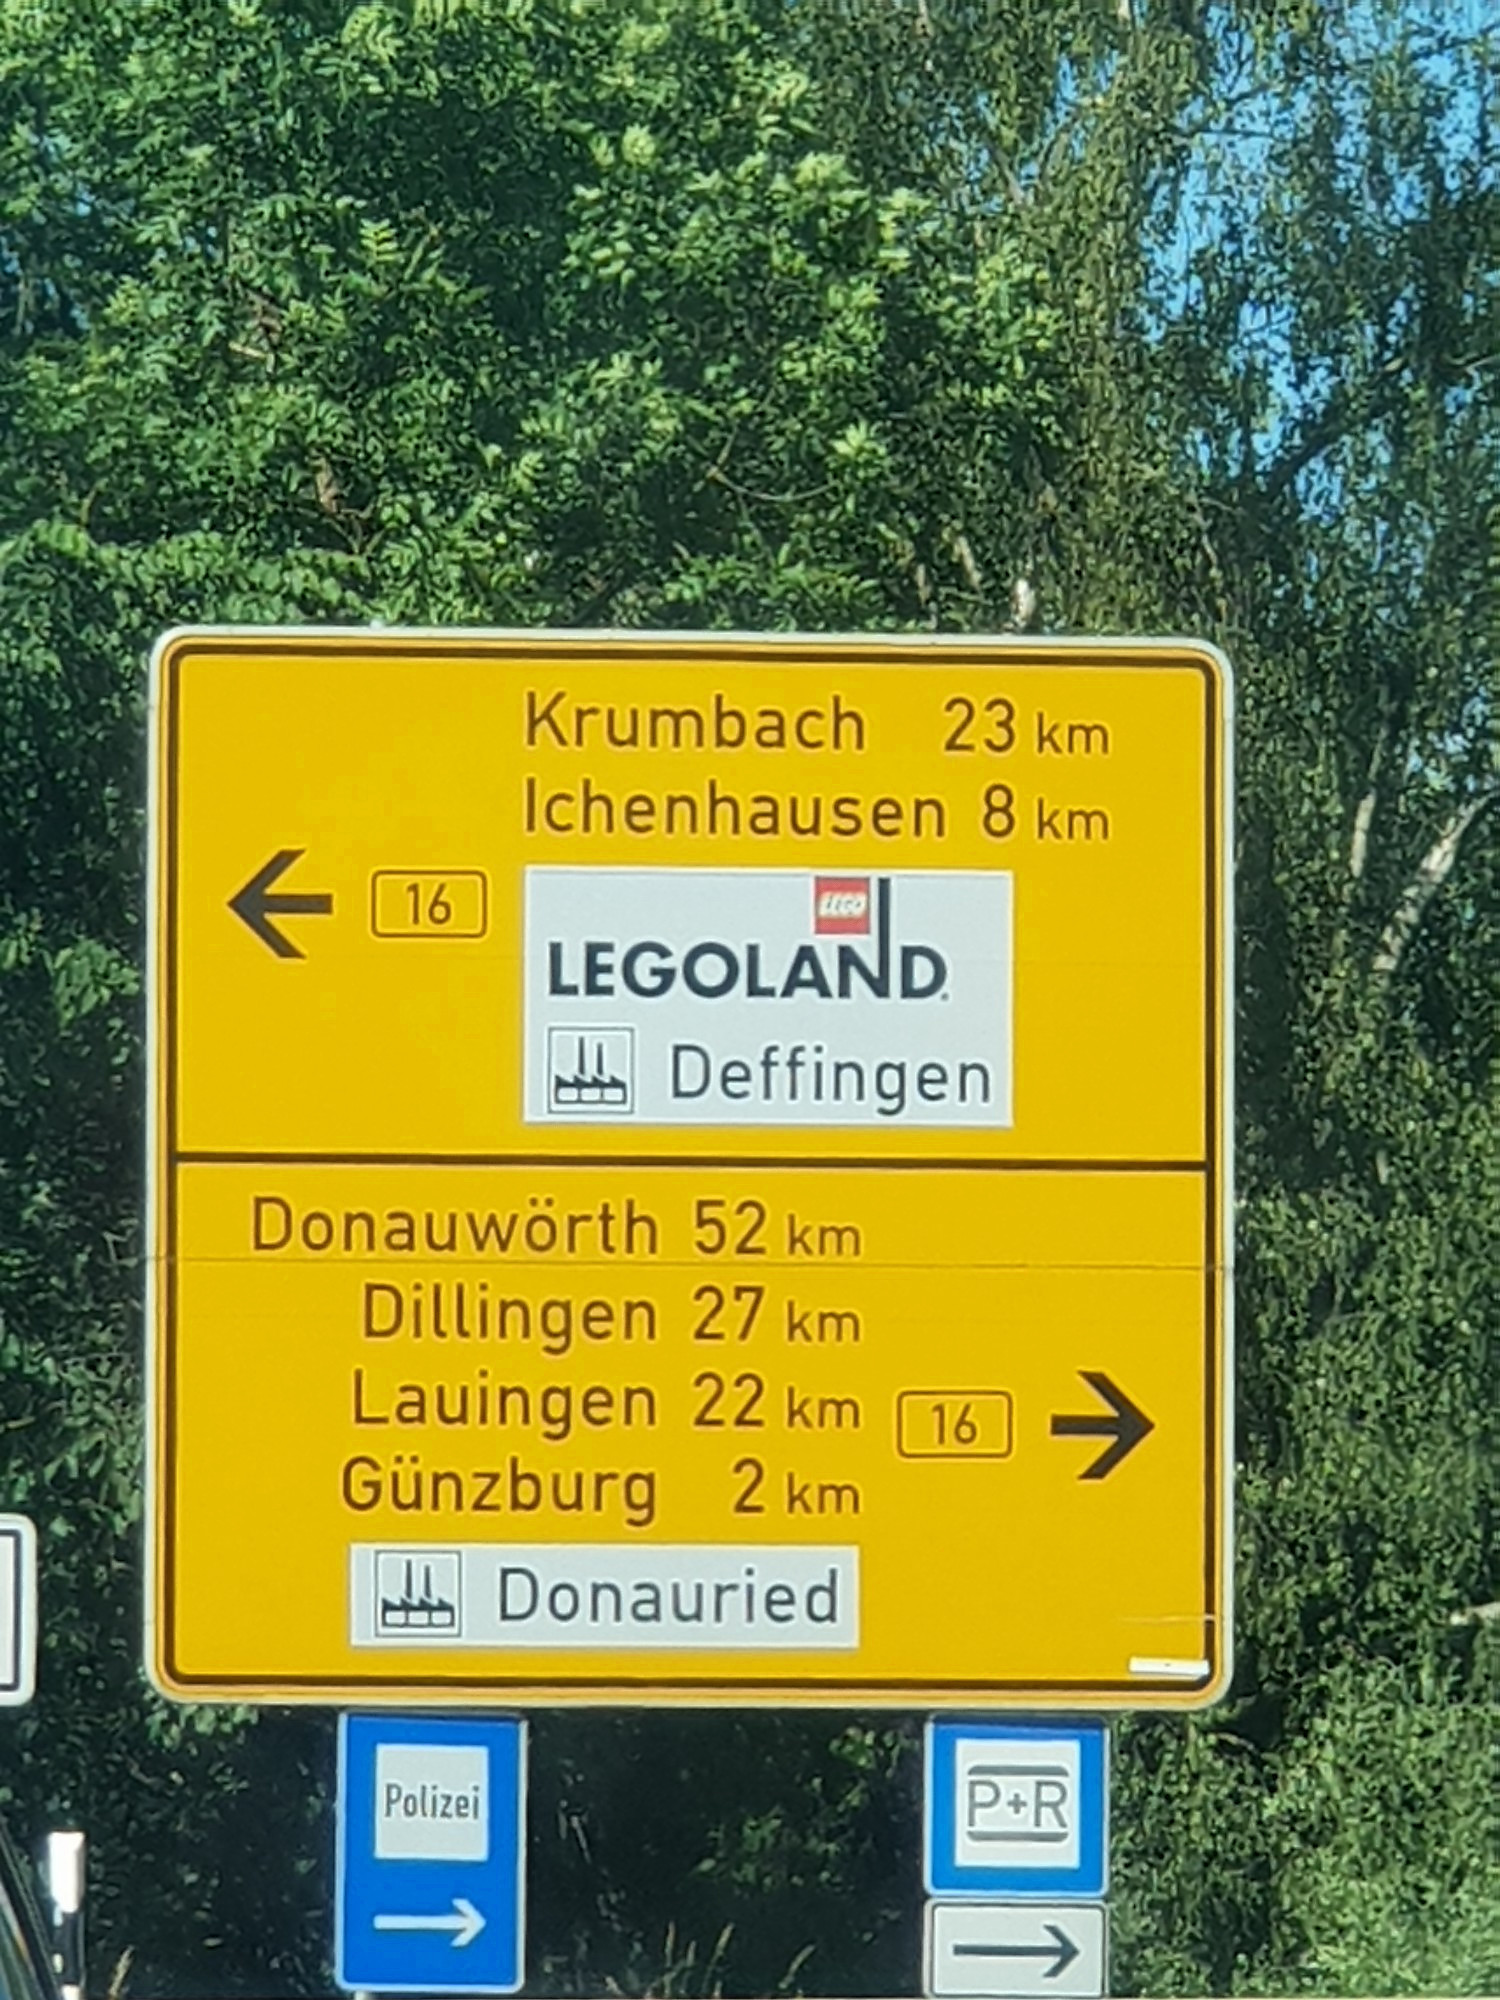 Krumbach 23 km
Ichenhausen 8 km
16
LEGO
LEGOLAND
Deffingen
Donauwörth 52 km
Dillingen 27 km
Lauingen 22 km
16
Günzburg 2 km
Donauried
Polizei
P+R